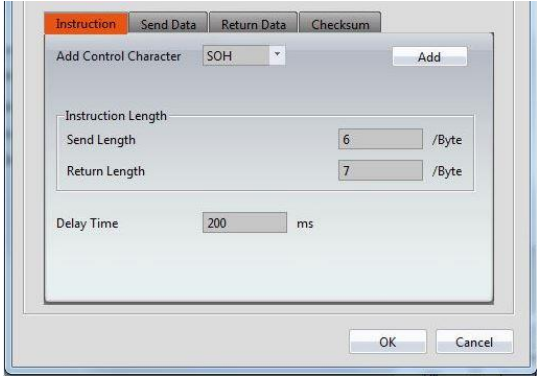 Instruction Send Data Return Data Checksum
Add Control Character SOH Add
Instruction Length
Send Length 6 /Byte
Return Length 7 /Byte
Delay Time 200 ms
OK Cancel